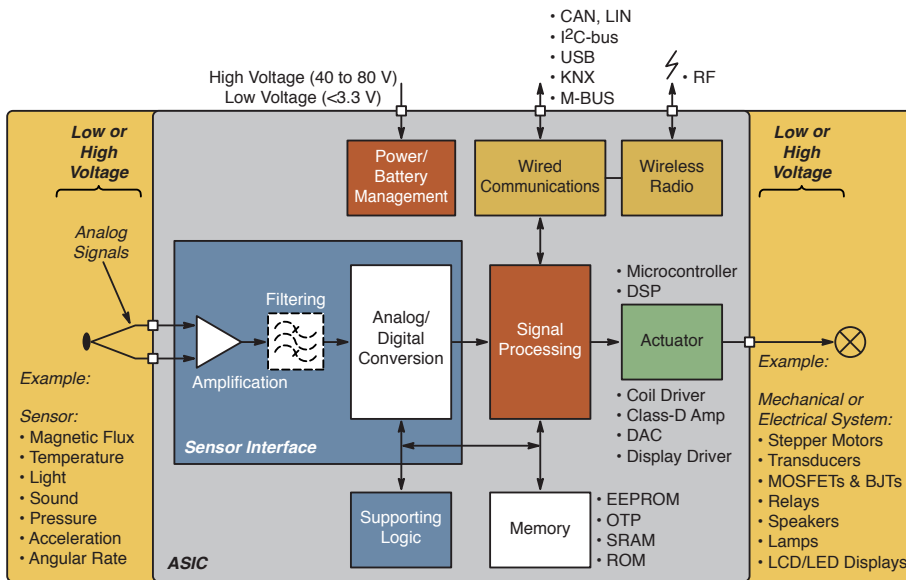 • CAN, LIN
• I²C-bus
• USB
• KNX
• M-BUS
• RF
High Voltage (40 to 80 V)
Low Voltage (<3.3 V)
Low or
High
Voltage
Analog
Signals
Power/
Battery
Management
Wired
Communications
Wireless
Radio
Low or
High
Voltage
Filtering
Amplification
Analog/
Digital
Conversion
Sensor Interface
Signal
Processing
• Microcontroller
• DSP
Actuator
• Coil Driver
• Class-D Amp
• DAC
• Display Driver
Supporting
Logic
Memory
• EEPROM
• OTP
• SRAM
• ROM
ASIC
Example:
Sensor:
• Magnetic Flux
• Temperature
• Light
• Sound
• Pressure
• Acceleration
• Angular Rate
Example:
Mechanical or
Electrical System:
• Stepper Motors
• Transducers
• MOSFETs & BJTs
• Relays
• Speakers
• Lamps
• LCD/LED Displays